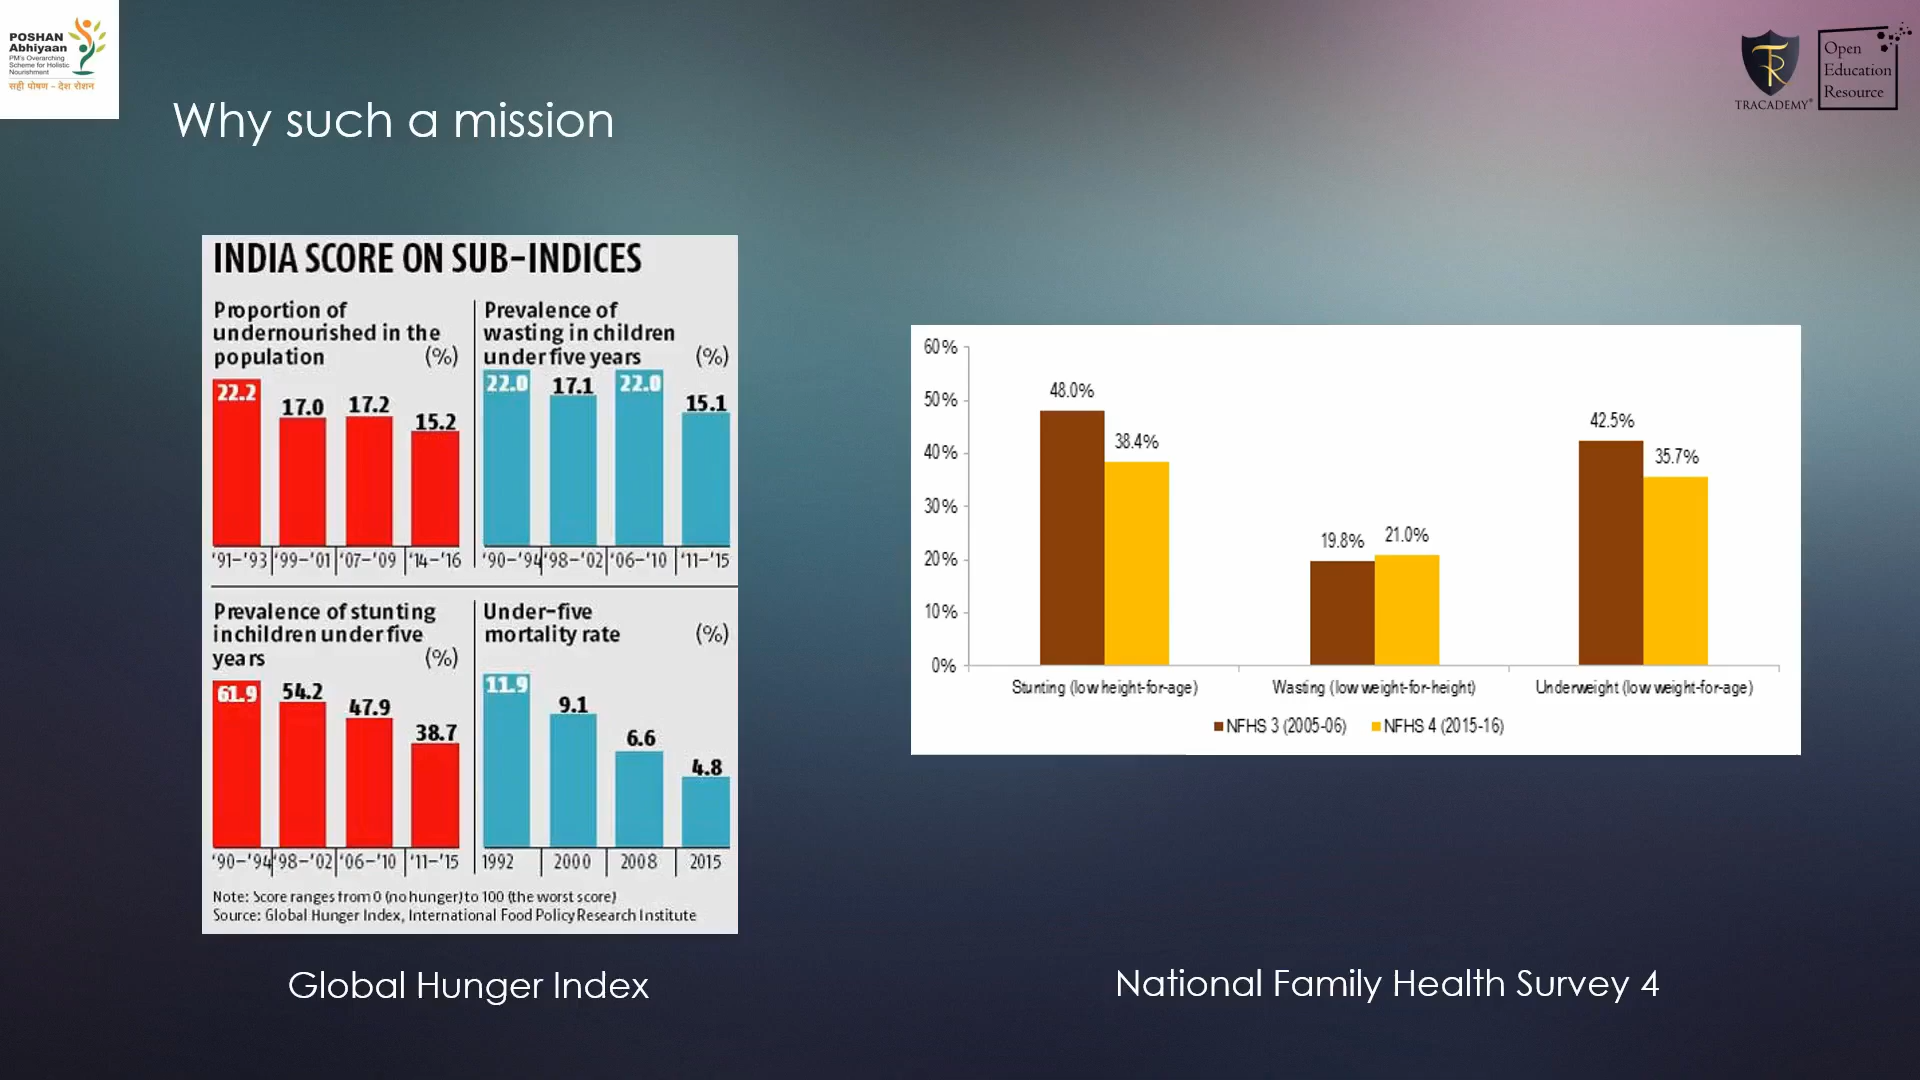 POSHAN
Abhiyaan
PM's Overarching
Scheme for Holistic
Nourishment
सही पोषण - देश रोशन
TR
TRACADEMY®
Open
Education
Resource
Why such a mission
INDIA SCORE ON SUB-INDICES
Proportion of
undernourished in the
population (%)
22.2
17.0
17.2
15.2
'91-'93 '99-'01 '07-'09 '14-'16
Prevalence of
wasting in children
under five years (%)
22.0
17.1
22.0
15.1
'90-'94 '98-'02 '06-'10 '11-'15
Prevalence of stunting
in children under five
years (%)
61.9
54.2
47.9
38.7
'90-'94 '98-'02 '06-'10 '11-'15
Under-five
mortality rate (%)
11.9
9.1
6.6
4.8
1992 2000 2008 2015
Note: Score ranges from 0 (no hunger) to 100 (the worst score)
Source: Global Hunger Index, International Food Policy Research Institute
Global Hunger Index
60%
50%
40%
30%
20%
10%
0%
48.0%
38.4%
19.8%
21.0%
42.5%
35.7%
Stunting (low height-for-age) Wasting (low weight-for-height) Underweight (low weight-for-age)
NFHS 3 (2005-06) NFHS 4 (2015-16)
National Family Health Survey 4